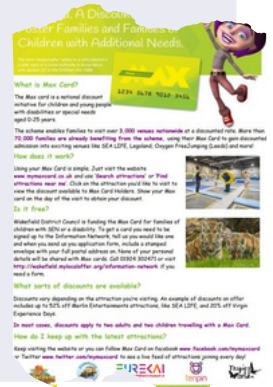 A Discou
Foster Families and Families of
Children with Additional Needs.
MAX
1234 5678 9010 3456
What is Max Card?
The Max card is a national discount
initiative for children and young people
with disabilities or special needs
aged 0-25 years.
The scheme enables families to visit over 3,000 venues nationwide at a discounted rate. More than
70,000 families are already benefiting from the scheme, using their Max Card to gain discounted
admission into exciting venues like SEA LIFE, Legoland, Oxygen FreeJumping (Leeds) and more!
How does it work?
Using your Max Card is simple; Just visit the website
www.mymaxcard.co.uk and use 'Search attractions' or 'Find
attractions near me'. Click on the attraction you'd like to visit to
view the discount available to Max Card Holders. Show your Max
card on the day of the visit to obtain your discount.
Is it free?
Wakefield District Council is funding the Max Card for families of
children with SEN or a disability. To get a card you need to be
signed up to the Information Network; tell us you would like one
and when you send us your application form, include a stamped
envelope with your full postal address on. None of your personal
details will be shared with Max cards. Call 01924 302471 or visit
http://wakefield.mylocaloffer.org/information-network if you
need a form.
What sorts of discounts are available?
Discounts vary depending on the attraction you're visiting. An example of discounts on offer
includes up to 52% off Merlin Entertainments attractions, like SEA LIFE, and 20% off Virgin
Experience Days.
In most cases, discounts apply to two adults and two children travelling with a Max Card.
How do I keep up with the latest attractions?
Keep visiting the website or you can follow Max Card on Facebook www.facebook.com/mymaxcard
or Twitter www.twitter.com/mymaxcard to see a live feed of attractions joining every day!
EUREKA!
tenpin